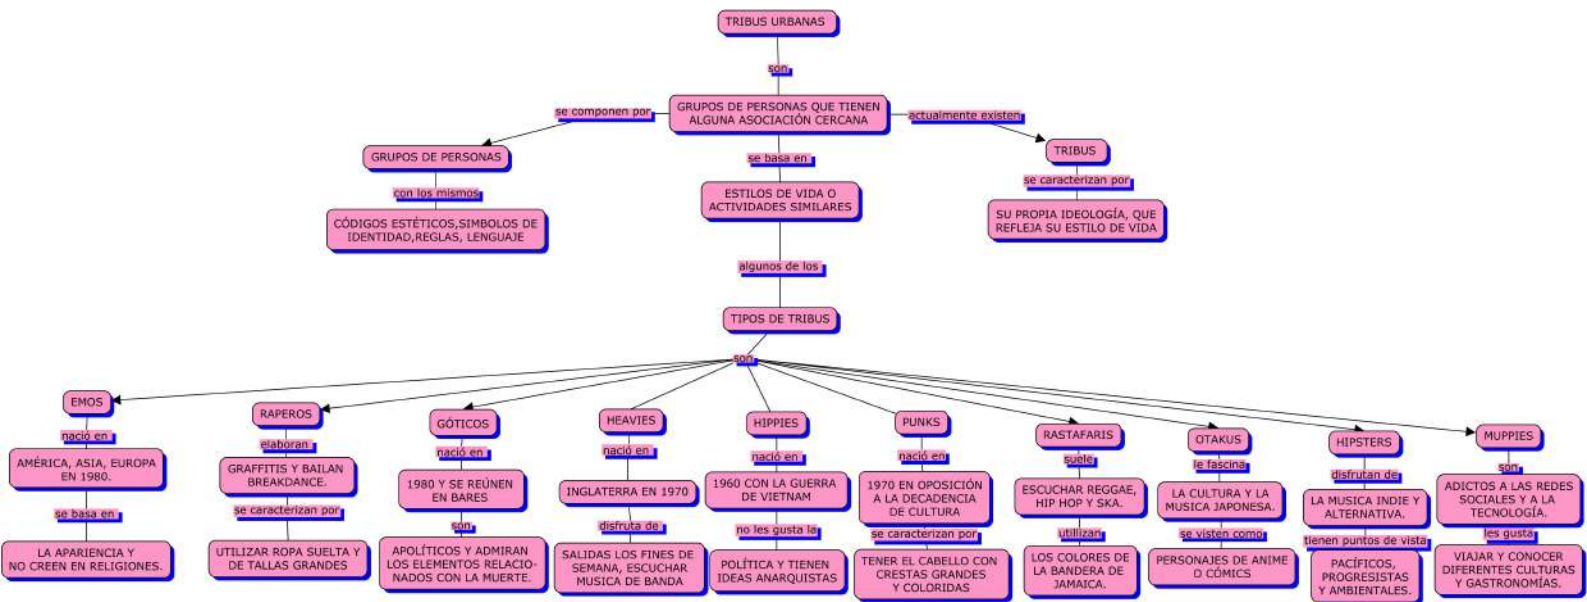 TRIBUS URBANAS
son
GRUPOS DE PERSONAS QUE TIENEN
ALGUNA ASOCIACIÓN CERCANA
se componen por
GRUPOS DE PERSONAS
con los mismos
CÓDIGOS ESTÉTICOS,SIMBOLOS DE
IDENTIDAD,REGLAS, LENGUAJE
se basa en
ESTILOS DE VIDA O
ACTIVIDADES SIMILARES
actualmente existen
TRIBUS
se caracterizan por
SU PROPIA IDEOLOGÍA, QUE
REFLEJA SU ESTILO DE VIDA
algunos de los
TIPOS DE TRIBUS
son
EMOS
nació en
AMÉRICA, ASIA, EUROPA
EN 1980.
se basa en
LA APARIENCIA Y
NO CREEN EN RELIGIONES.
RAPEROS
elaboran
GRAFFITIS Y BAILAN
BREAKDANCE.
se caracterizan por
UTILIZAR ROPA SUELTA Y
DE TALLAS GRANDES
GÓTICOS
nació en
1980 Y SE REÚNEN
EN BARES
son
APOLÍTICOS Y ADMIRAN
LOS ELEMENTOS RELACIO-
NADOS CON LA MUERTE.
HEAVIES
nació en
INGLATERRA EN 1970
disfruta de
SALIDAS LOS FINES DE
SEMANA, ESCUCHAR
MUSICA DE BANDA
HIPPIES
nació en
1960 CON LA GUERRA
DE VIETNAM
no les gusta la
POLÍTICA Y TIENEN
IDEAS ANARQUISTAS
PUNKS
nació en
1970 EN OPOSICIÓN
A LA DECADENCIA
DE CULTURA
se caracterizan por
TENER EL CABELLO CON
CRESTAS GRANDES
Y COLORIDAS
RASTAFARIS
suele
ESCUCHAR REGGAE,
HIP HOP Y SKA.
utillizan
LOS COLORES DE
LA BANDERA DE
JAMAICA.
OTAKUS
le fascina
LA CULTURA Y LA
MUSICA JAPONESA.
se visten como
PERSONAJES DE ANIME
O CÓMICS
HIPSTERS
disfrutan de
LA MUSICA INDIE Y
ALTERNATIVA.
tienen puntos de vista
PACÍFICOS,
PROGRESISTAS
Y AMBIENTALES.
MUPPIES
son
ADICTOS A LAS REDES
SOCIALES Y A LA
TECNOLOGÍA.
les gusta
VIAJAR Y CONOCER
DIFERENTES CULTURAS
Y GASTRONOMÍAS.